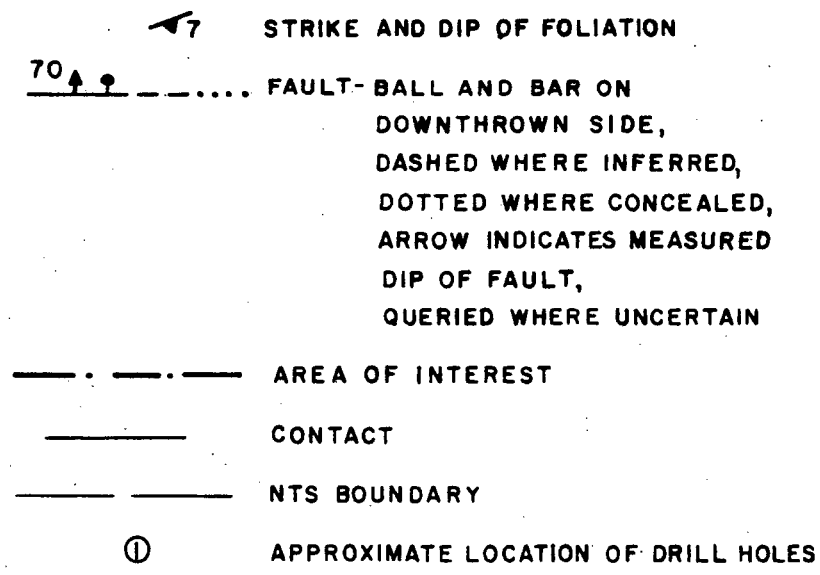 7 STRIKE AND DIP OF FOLIATION
70 FAULT- BALL AND BAR ON
DOWNTHROWN SIDE,
DASHED WHERE INFERRED,
DOTTED WHERE CONCEALED,
ARROW INDICATES MEASURED
DIP OF FAULT,
QUERIED WHERE UNCERTAIN
AREA OF INTEREST
CONTACT
NTS BOUNDARY
① APPROXIMATE LOCATION OF DRILL HOLES